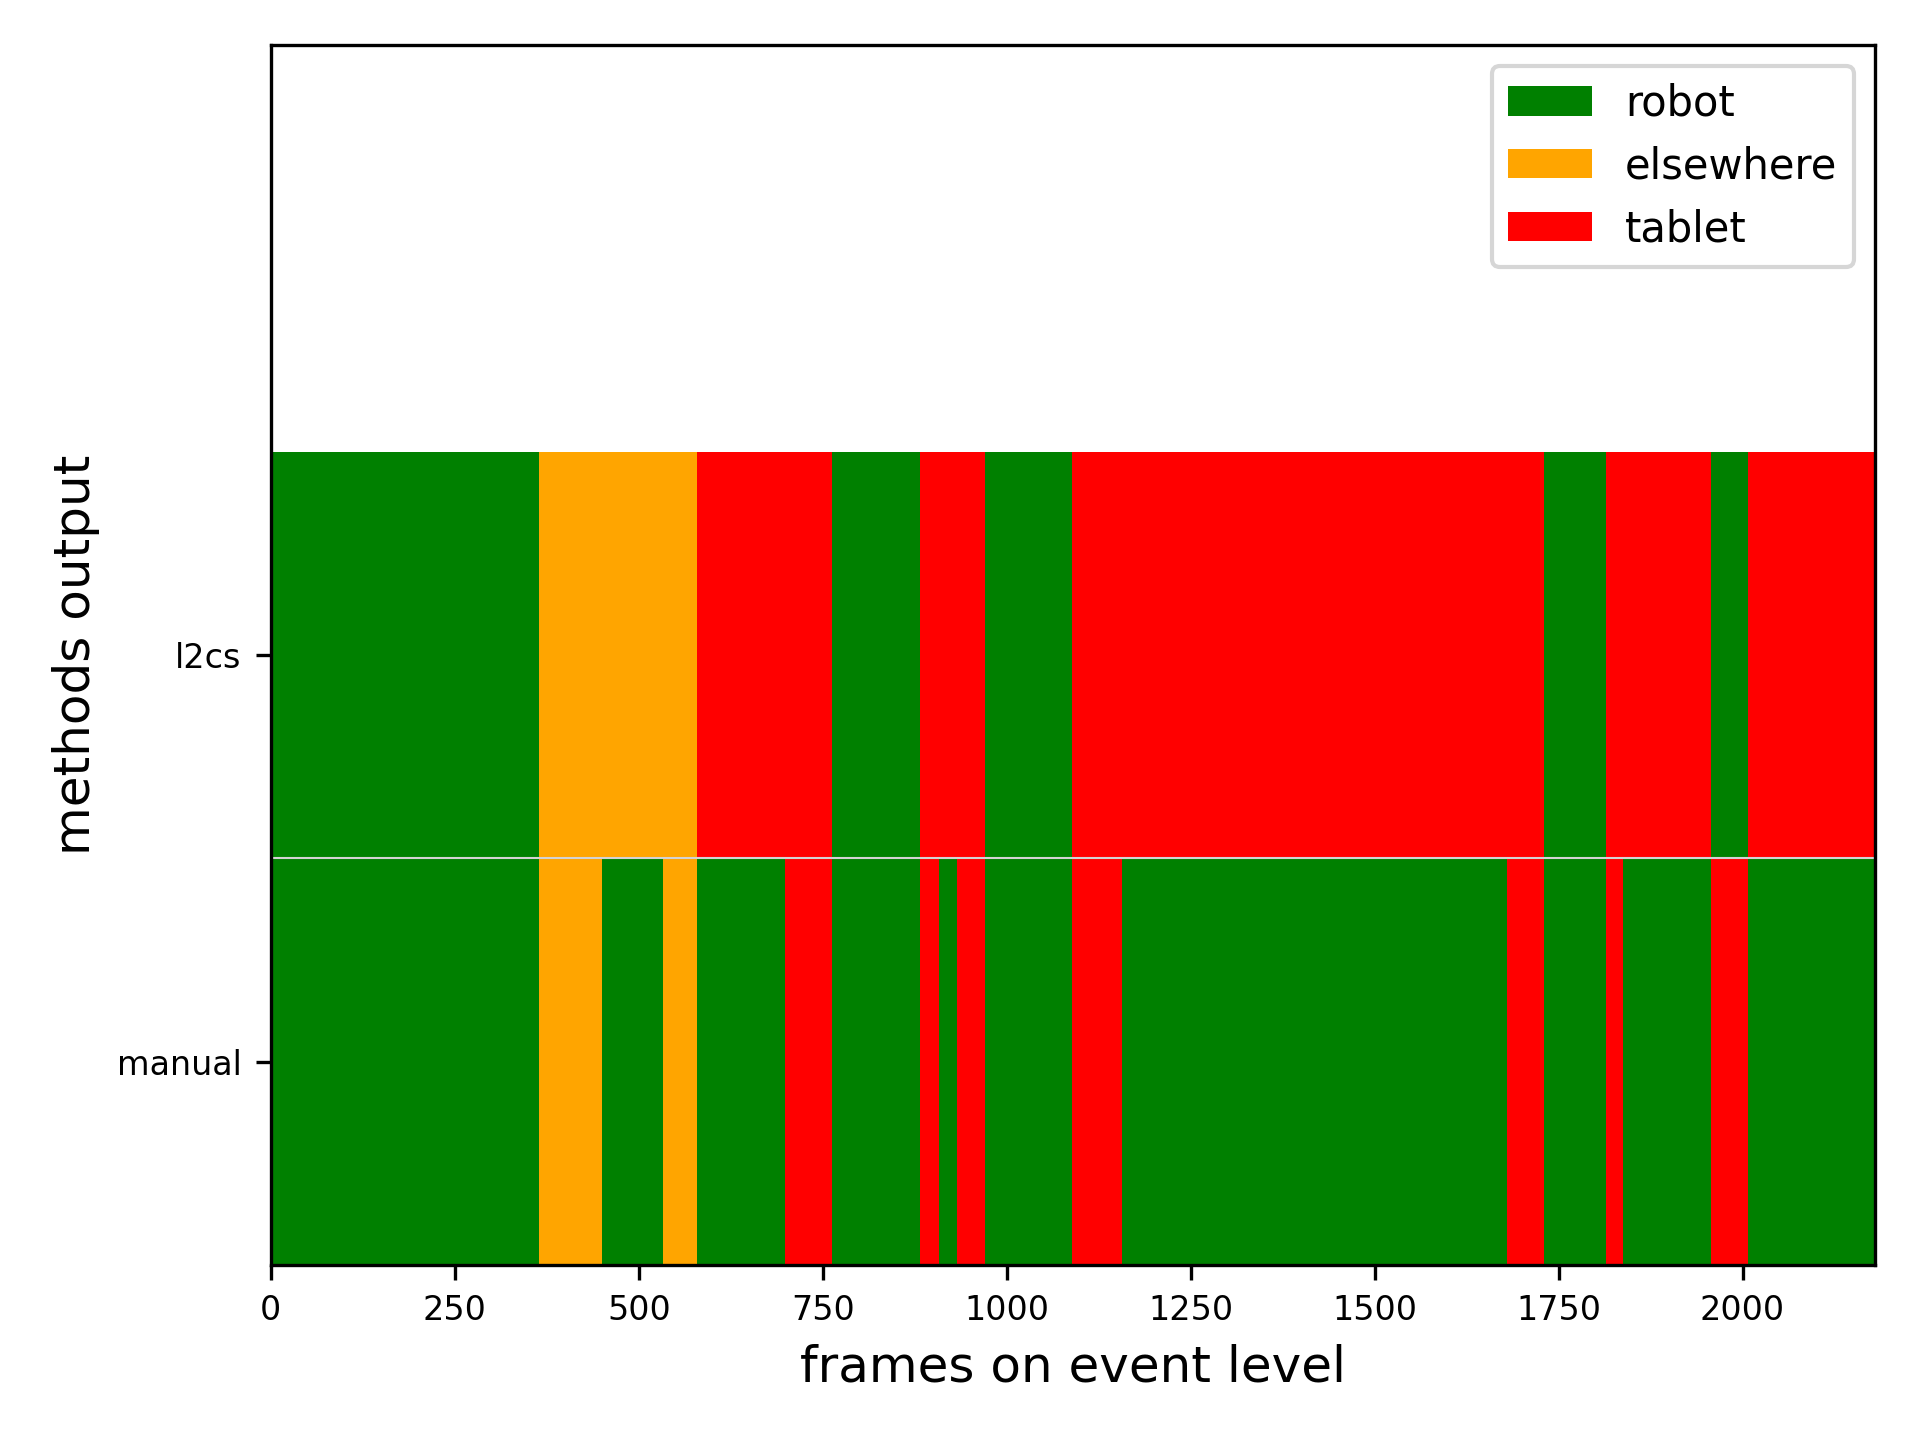 robot
elsewhere
tablet
methods output
l2cs
manual
0 250 500 750 1000 1250 1500 1750 2000
frames on event level